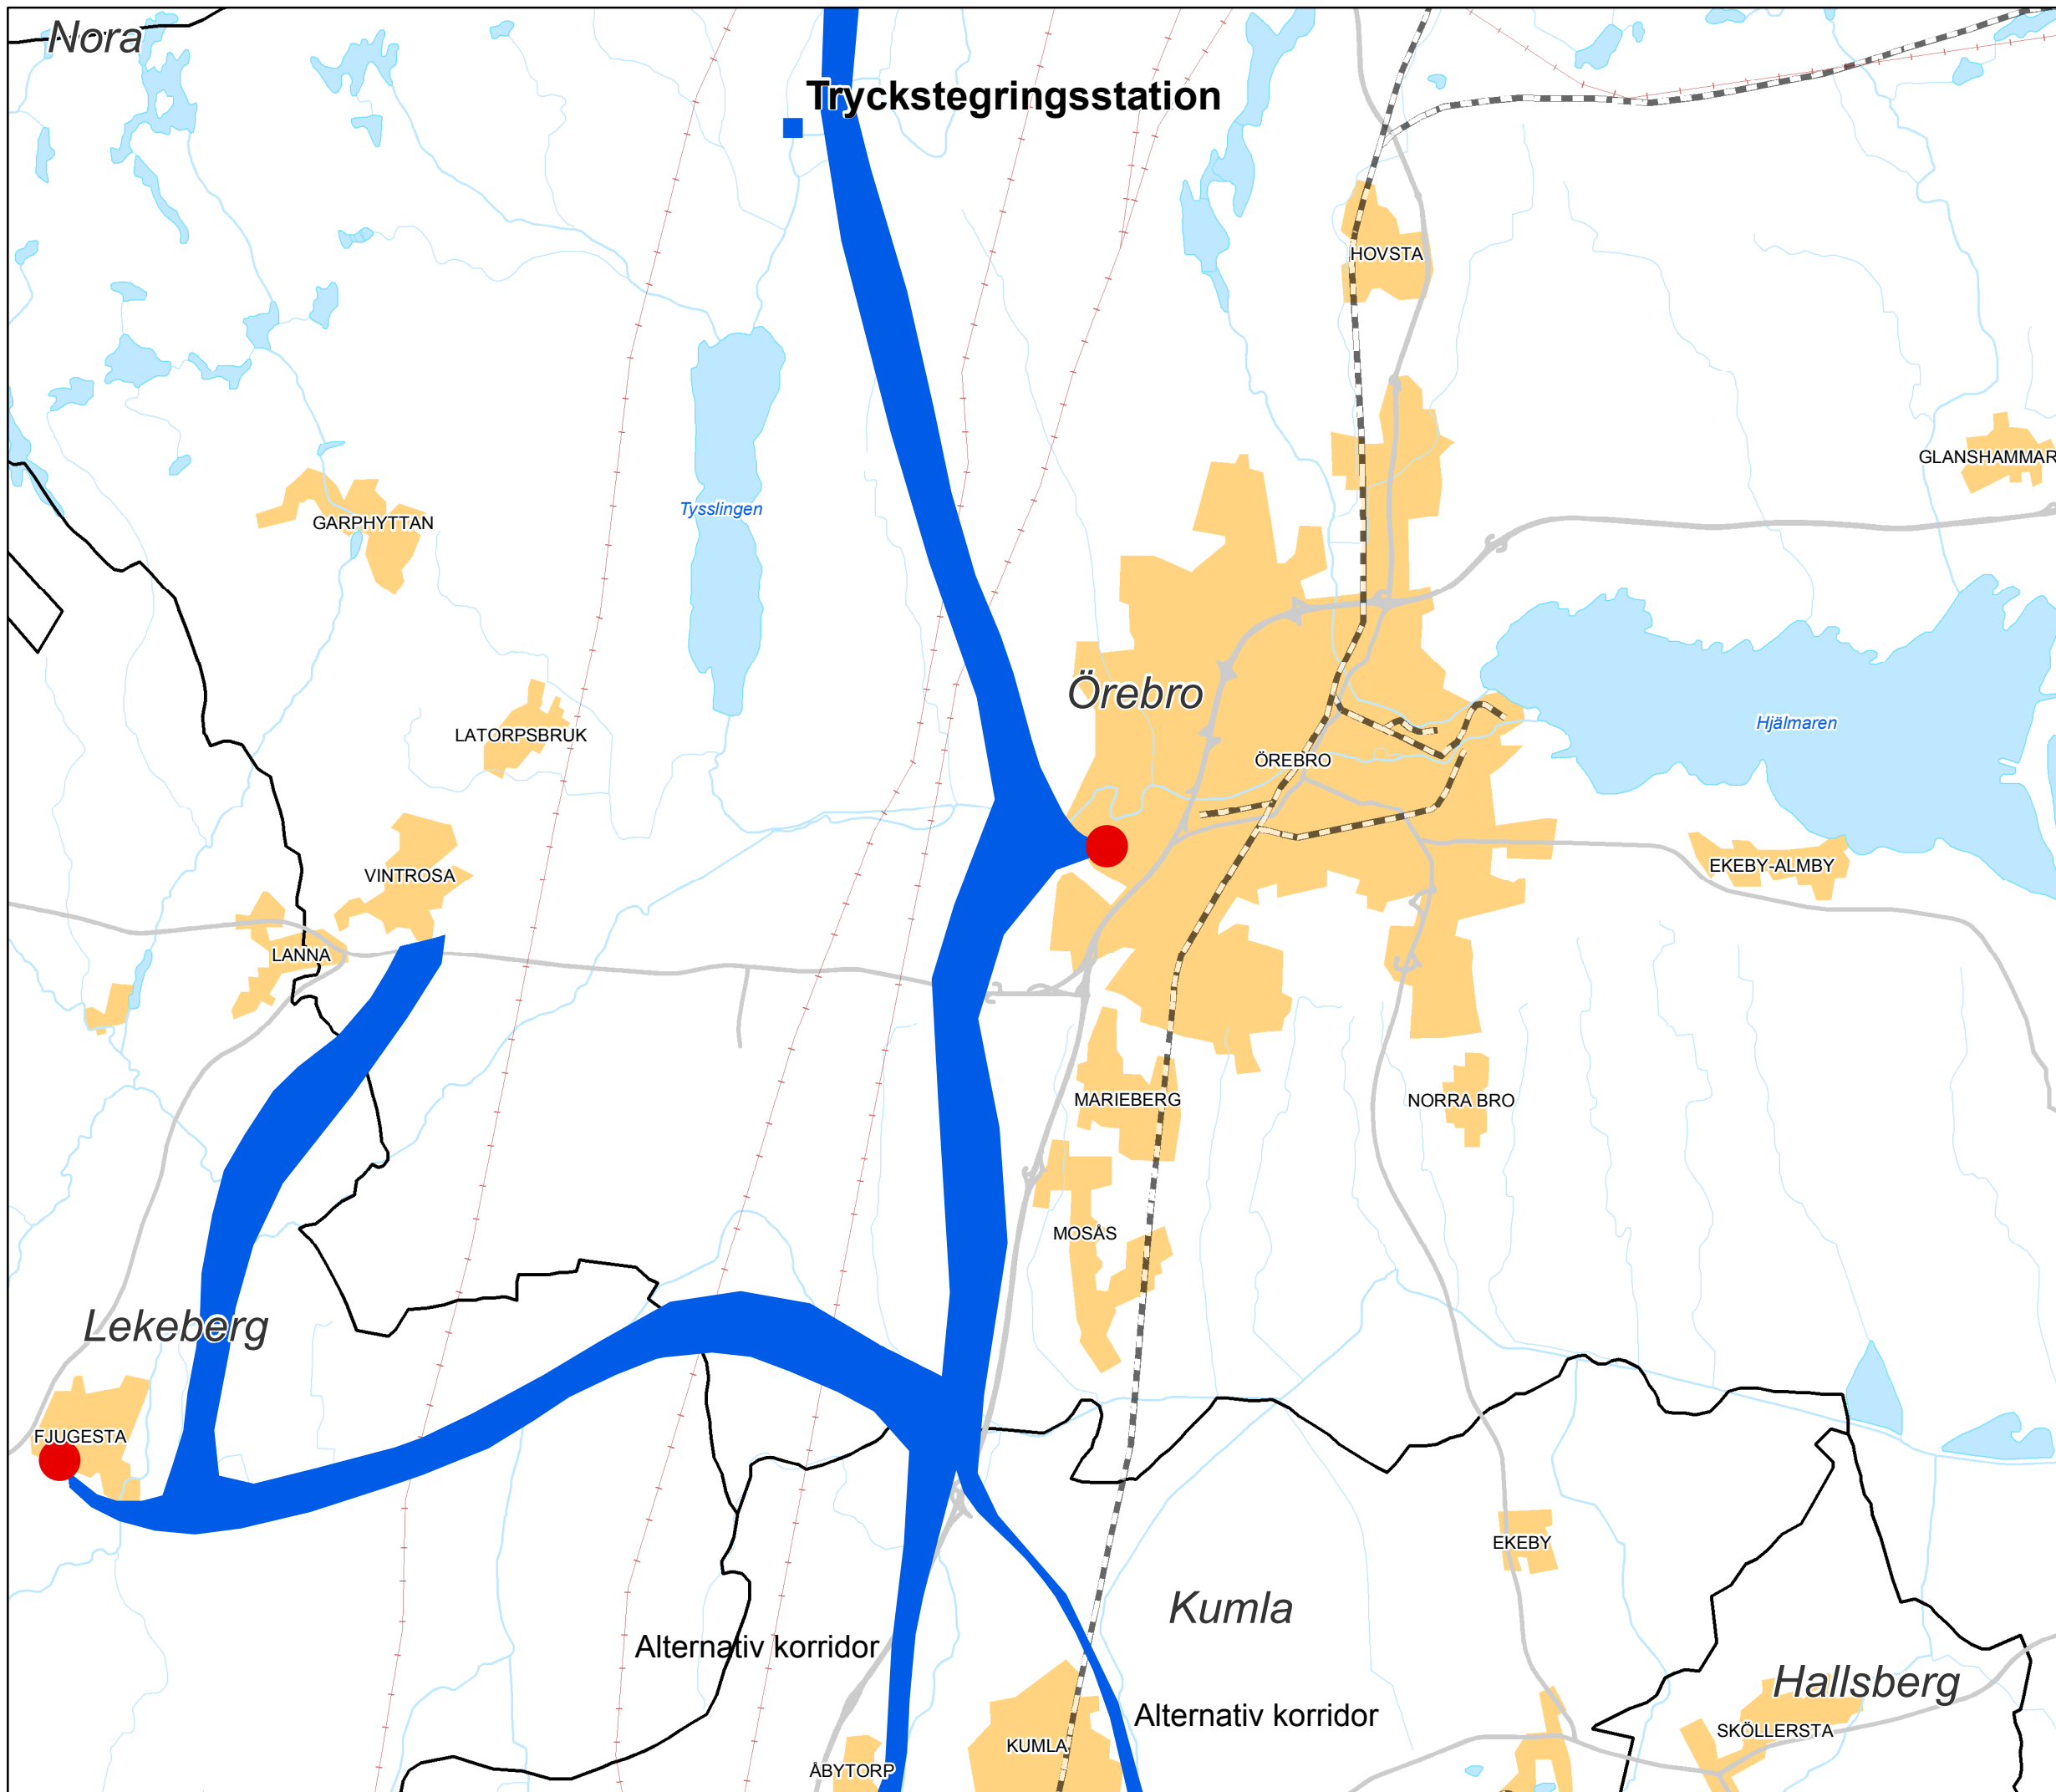 Nora
Tryckstegringsstation
HOVSTA
GLANSHAMMAR
Tysslingen
GARPHYTTAN
Örebro
Hjälmaren
LATORPSBRUK
ÖREBRO
EKEBY-ALMBY
VINTROSA
LANNA
MARIEBERG
NORRA BRO
MOSÅS
Lekeberg
FJUGESTA
EKEBY
Kumla
Alternativ korridor
Hallsberg
Alternativ korridor
SKÖLLERSTA
KUMLA
ÅBYTORP